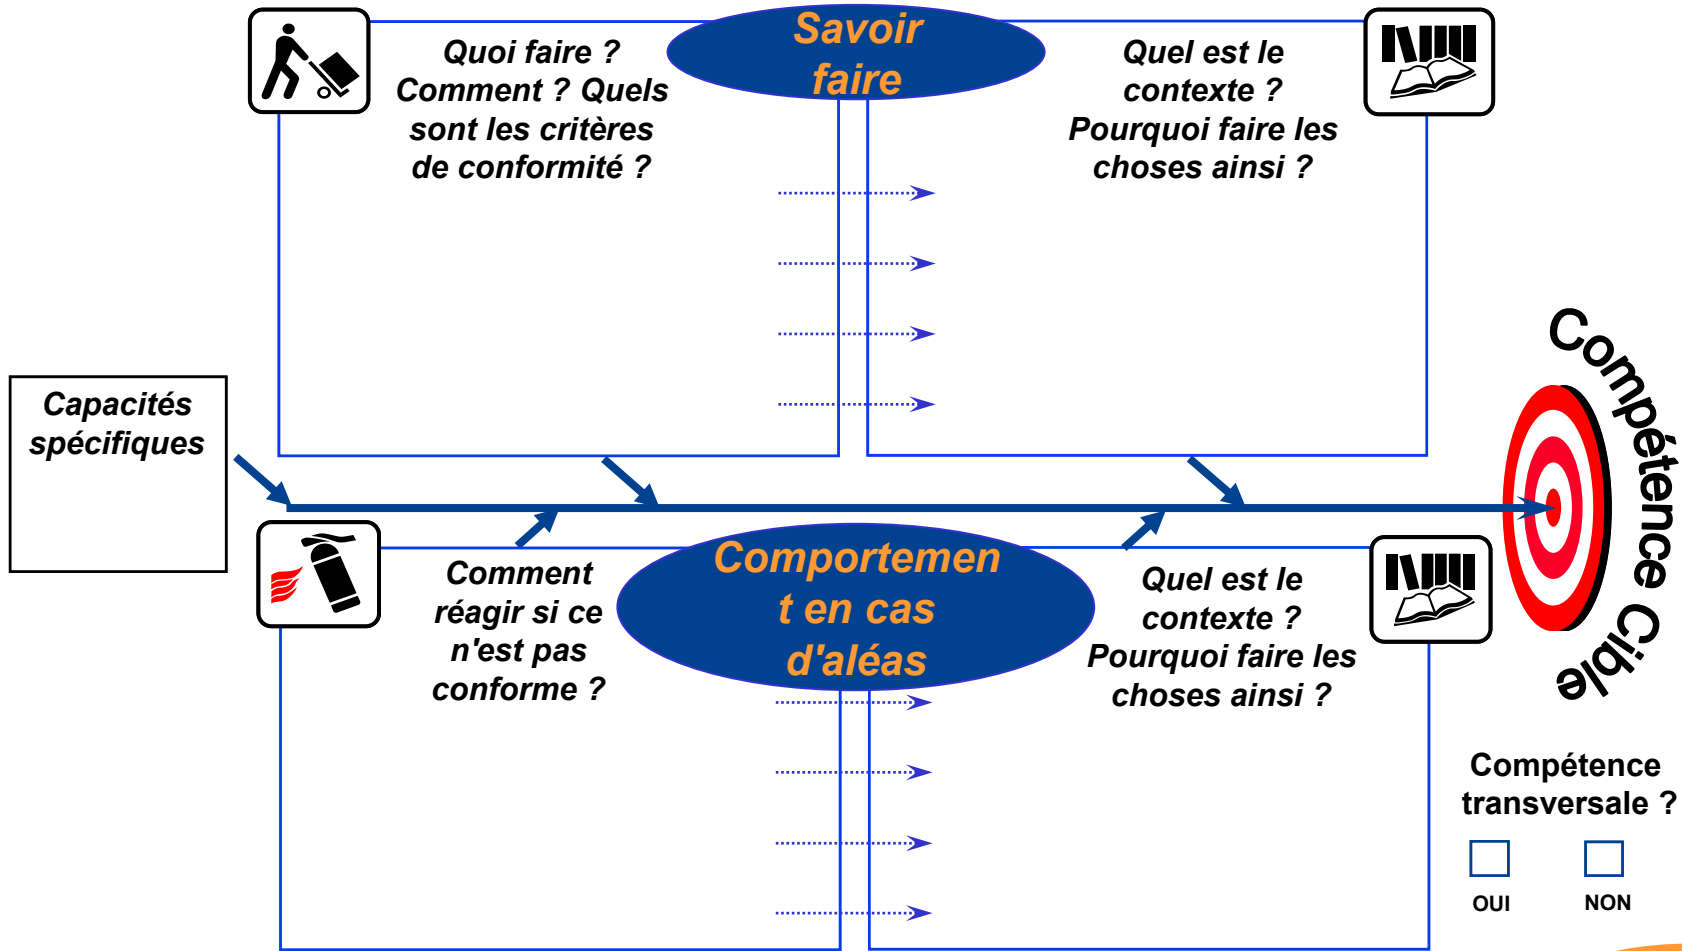 Savoir
faire
Quoi faire ?
Comment ? Quels
sont les critères
de conformité ?
Quel est le
contexte ?
Pourquoi faire les
choses ainsi ?
Capacités
spécifiques
Compétence Cible
Comportemen
t en cas
d'aléas
Comment
réagir si ce
n'est pas
conforme ?
Quel est le
contexte ?
Pourquoi faire les
choses ainsi ?
Compétence
transversale ?
OUI NON